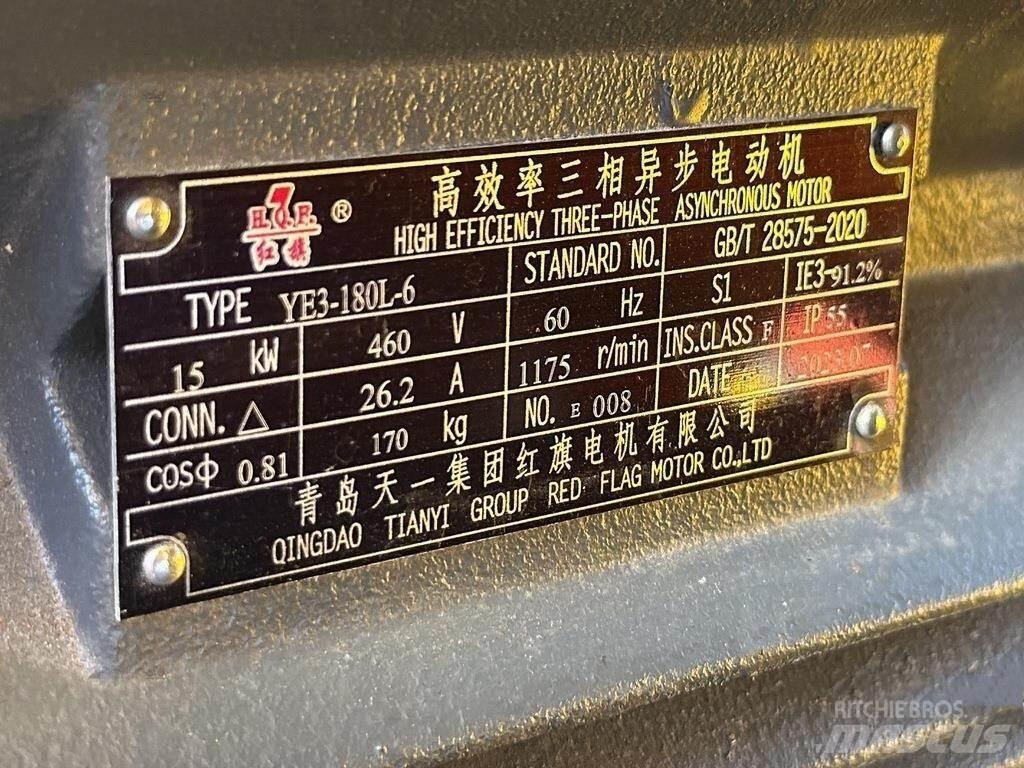 H.Q.F. ®
红旗
高效率三相异步电动机
HIGH EFFICIENCY THREE-PHASE ASYNCHRONOUS MOTOR
TYPE YE3-180L-6 STANDARD NO. GB/T 28575-2020
15 kW 460 V 60 Hz S1 IE3-91.2%
CONN. △ 26.2 A 1175 r/min INS.CLASS F IP 55
COSΦ 0.81 170 kg NO. E 008 DATE
青岛天一集团红旗电机有限公司
QINGDAO TIANYI GROUP RED FLAG MOTOR CO.,LTD
RITCHIEBROS
mascus